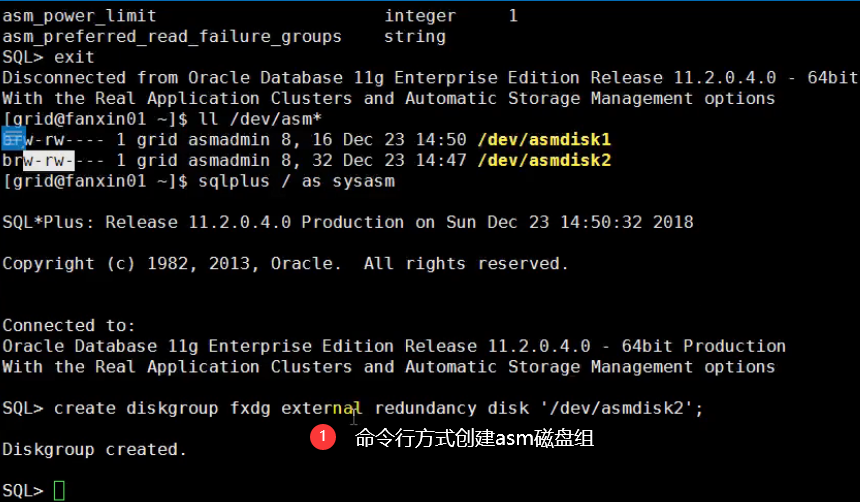 asm_power_limit                      integer     1
asm_preferred_read_failure_groups    string
SQL> exit
Disconnected from Oracle Database 11g Enterprise Edition Release 11.2.0.4.0 - 64bit
With the Real Application Clusters and Automatic Storage Management options
[grid@fanxin01 ~]$ ll /dev/asm*
brw-rw---- 1 grid asmadmin 8, 16 Dec 23 14:50 /dev/asmdisk1
brw-rw---- 1 grid asmadmin 8, 32 Dec 23 14:47 /dev/asmdisk2
[grid@fanxin01 ~]$ sqlplus / as sysasm
SQL*Plus: Release 11.2.0.4.0 Production on Sun Dec 23 14:50:32 2018
Copyright (c) 1982, 2013, Oracle.  All rights reserved.
Connected to:
Oracle Database 11g Enterprise Edition Release 11.2.0.4.0 - 64bit Production
With the Real Application Clusters and Automatic Storage Management options
SQL> create diskgroup fxdg external redundancy disk '/dev/asmdisk2';
1 命令行方式创建asm磁盘组
Diskgroup created.
SQL>